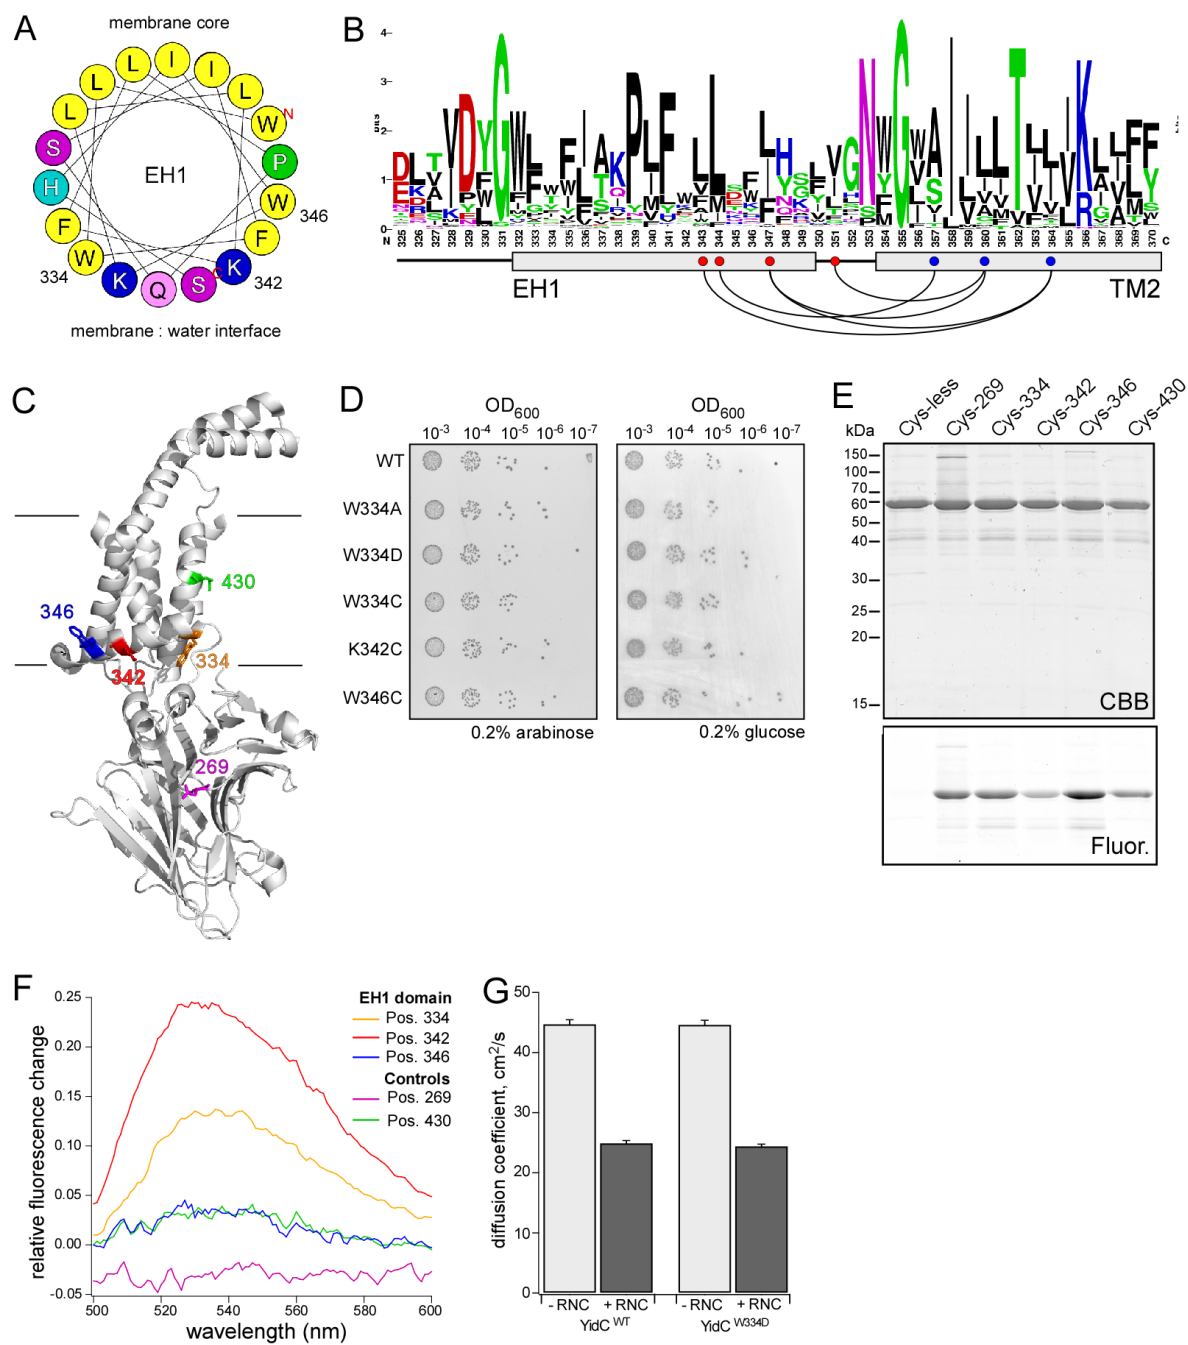 A
membrane core
L
L
I
I
L
L
W
N
S
P
H
EH1
W
346
F
F
334
W
K
Q
S
C
K
342
membrane : water interface
B
4
3
2
1
0
bits
N
325
326
327
328
329
330
331
332
333
334
335
336
337
338
339
340
341
342
343
344
345
346
347
348
349
350
351
352
353
354
355
356
357
358
359
360
361
362
363
364
365
366
367
368
369
370
C
EH1
TM2
C
430
346
342
334
269
D
OD600
OD600
10-3 10-4 10-5 10-6 10-7
10-3 10-4 10-5 10-6 10-7
WT
W334A
W334D
W334C
K342C
W346C
0.2% arabinose
0.2% glucose
E
Cys-less
Cys-269
Cys-334
Cys-342
Cys-346
Cys-430
kDa
150
100
70
60
50
40
30
25
20
15
CBB
Fluor.
F
relative fluorescence change
0.25
0.20
0.15
0.10
0.05
0.00
-0.05
EH1 domain
Pos. 334
Pos. 342
Pos. 346
Controls
Pos. 269
Pos. 430
500 520 540 560 580 600
wavelength (nm)
G
diffusion coefficient, cm2/s
50
40
30
20
10
0
- RNC + RNC - RNC + RNC
YidC WT YidC W334D